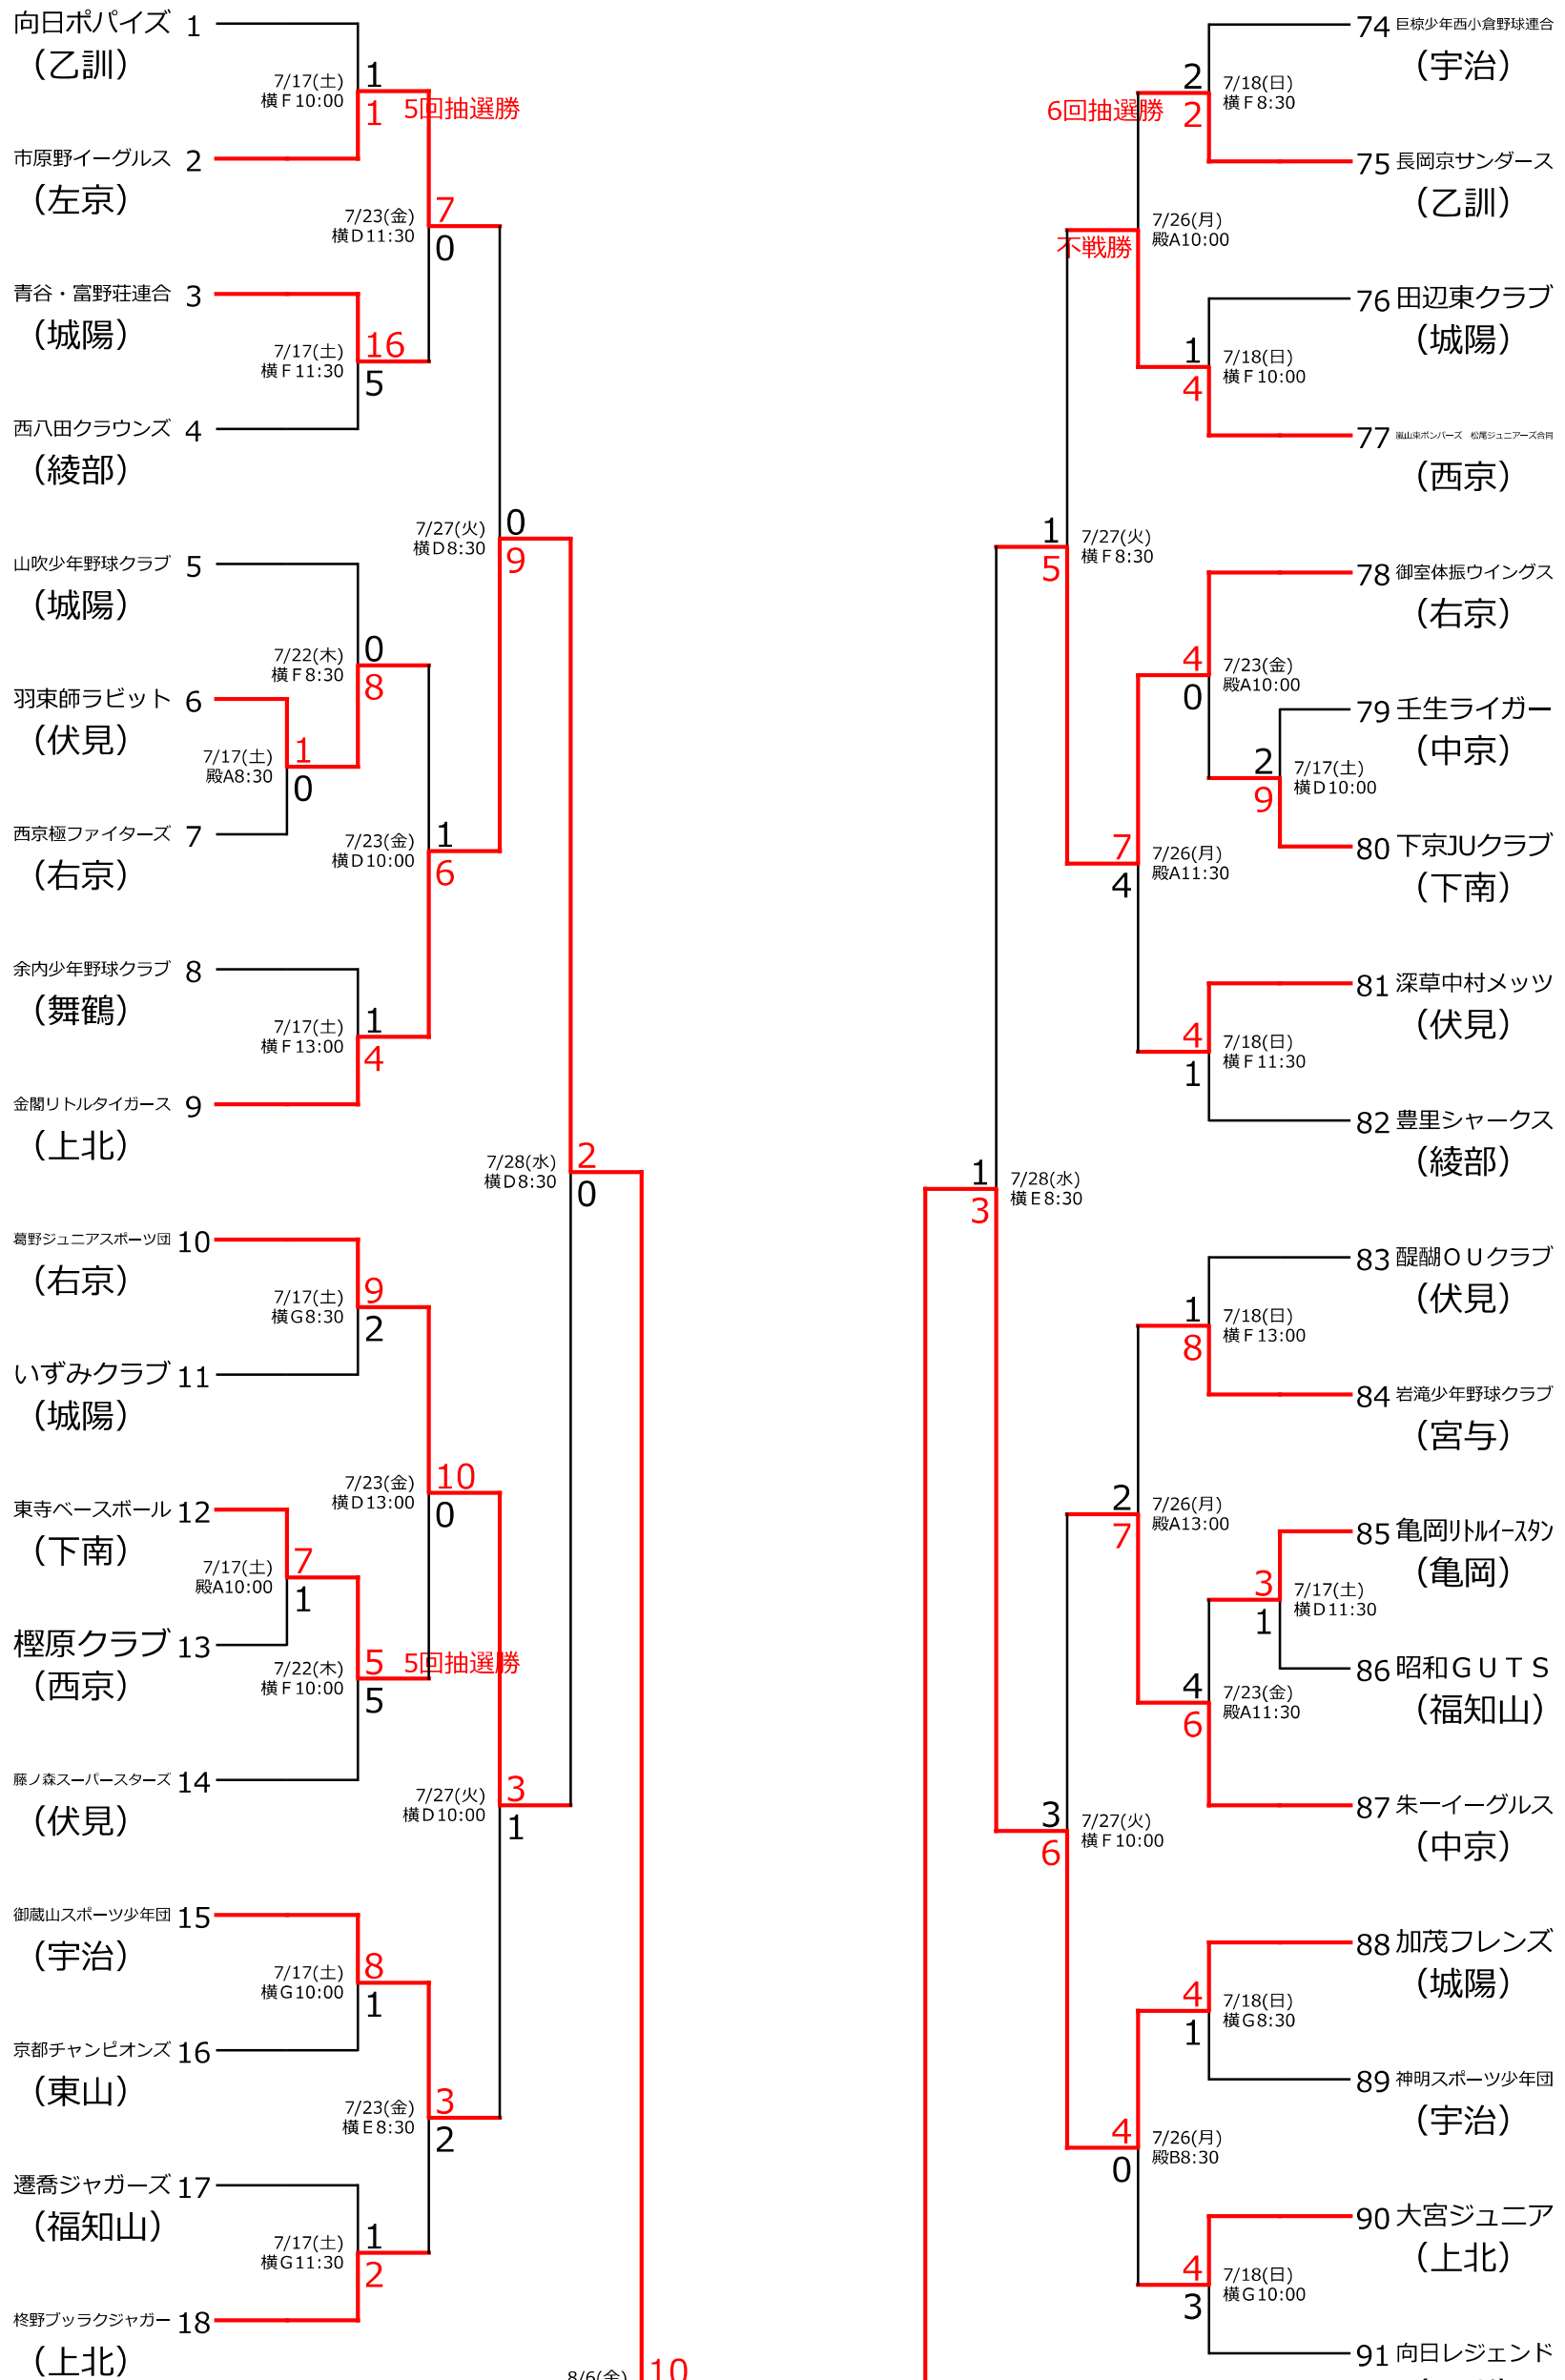 向日ポパイズ 1
（乙訓）
7/17(土)
横Ｆ10:00
1
1
5回抽選勝
市原野イーグルス 2
（左京）
7/23(金)
横Ｄ11:30
7
0
青谷・富野荘連合 3
（城陽）
7/17(土)
横Ｆ11:30
16
5
西八田クラウンズ 4
（綾部）
7/27(火)
横Ｄ8:30
0
9
山吹少年野球クラブ 5
（城陽）
7/22(木)
横Ｆ8:30
0
8
羽束師ラビット 6
（伏見）
7/17(土)
殿A8:30
1
0
西京極ファイターズ 7
（右京）
7/23(金)
横Ｄ10:00
1
6
余内少年野球クラブ 8
（舞鶴）
7/17(土)
横Ｆ13:00
1
4
金閣リトルタイガース 9
（上北）
7/28(水)
横Ｄ8:30
2
0
葛野ジュニアスポーツ団 10
（右京）
7/17(土)
横Ｇ8:30
9
2
いずみクラブ 11
（城陽）
7/23(金)
横Ｄ13:00
10
0
東寺ベースボール 12
（下南）
7/17(土)
殿A10:00
7
1
樫原クラブ 13
（西京）
7/22(木)
横Ｆ10:00
5
5
5回抽選勝
藤ノ森スーパースターズ 14
（伏見）
7/27(火)
横Ｄ10:00
3
1
御蔵山スポーツ少年団 15
（宇治）
7/17(土)
横Ｇ10:00
8
1
京都チャンピオンズ 16
（東山）
7/23(金)
横Ｅ8:30
3
2
遷喬ジャガーズ 17
（福知山）
7/17(土)
横Ｇ11:30
1
2
柊野ブッラクジャガー 18
（上北）
8/6(金)
10
74 巨椋少年西小倉野球連合
（宇治）
2
2
7/18(日)
横Ｆ8:30
6回抽選勝
75 長岡京サンダース
（乙訓）
7/26(月)
殿A10:00
不戦勝
76 田辺東クラブ
（城陽）
1
4
7/18(日)
横Ｆ10:00
77 嵐山東ボンバーズ　松尾ジュニアーズ合同
（西京）
1
5
7/27(火)
横Ｆ8:30
78 御室体振ウイングス
（右京）
4
0
7/23(金)
殿A10:00
79 壬生ライガー
（中京）
2
9
7/17(土)
横Ｄ10:00
80 下京JUクラブ
（下南）
7
4
7/26(月)
殿A11:30
81 深草中村メッツ
（伏見）
4
1
7/18(日)
横Ｆ11:30
82 豊里シャークス
（綾部）
1
3
7/28(水)
横Ｅ8:30
83 醍醐ＯＵクラブ
（伏見）
1
8
7/18(日)
横Ｆ13:00
84 岩滝少年野球クラブ
（宮与）
2
7
7/26(月)
殿A13:00
85 亀岡ﾘﾄﾙｲｰｽﾀﾝ
（亀岡）
3
1
7/17(土)
横Ｄ11:30
86 昭和ＧＵＴＳ
（福知山）
4
6
7/23(金)
殿A11:30
87 朱一イーグルス
（中京）
3
6
7/27(火)
横Ｆ10:00
88 加茂フレンズ
（城陽）
4
1
7/18(日)
横Ｇ8:30
89 神明スポーツ少年団
（宇治）
4
0
7/26(月)
殿B8:30
90 大宮ジュニア
（上北）
4
3
7/18(日)
横Ｇ10:00
91 向日レジェンド